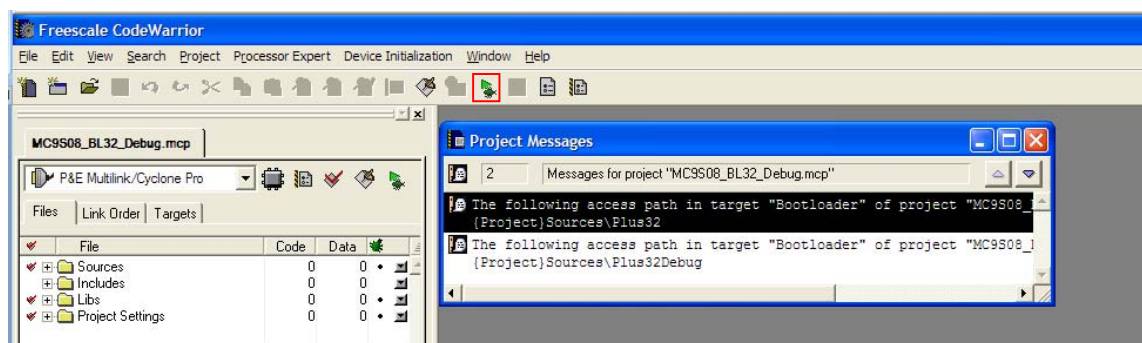 Freescale CodeWarrior
File Edit View Search Project Processor Expert Device Initialization Window Help
MC9S08_BL32_Debug.mcp
P&E Multilink/Cyclone Pro
Files Link Order Targets
File Code Data
Sources 0 0
Includes 0 0
Libs 0 0
Project Settings 0 0
Project Messages
2 Messages for project "MC9S08_BL32_Debug.mcp"
The following access path in target "Bootloader" of project "MC9S08_
{Project}Sources\Plus32
The following access path in target "Bootloader" of project "MC9S08_
{Project}Sources\Plus32Debug